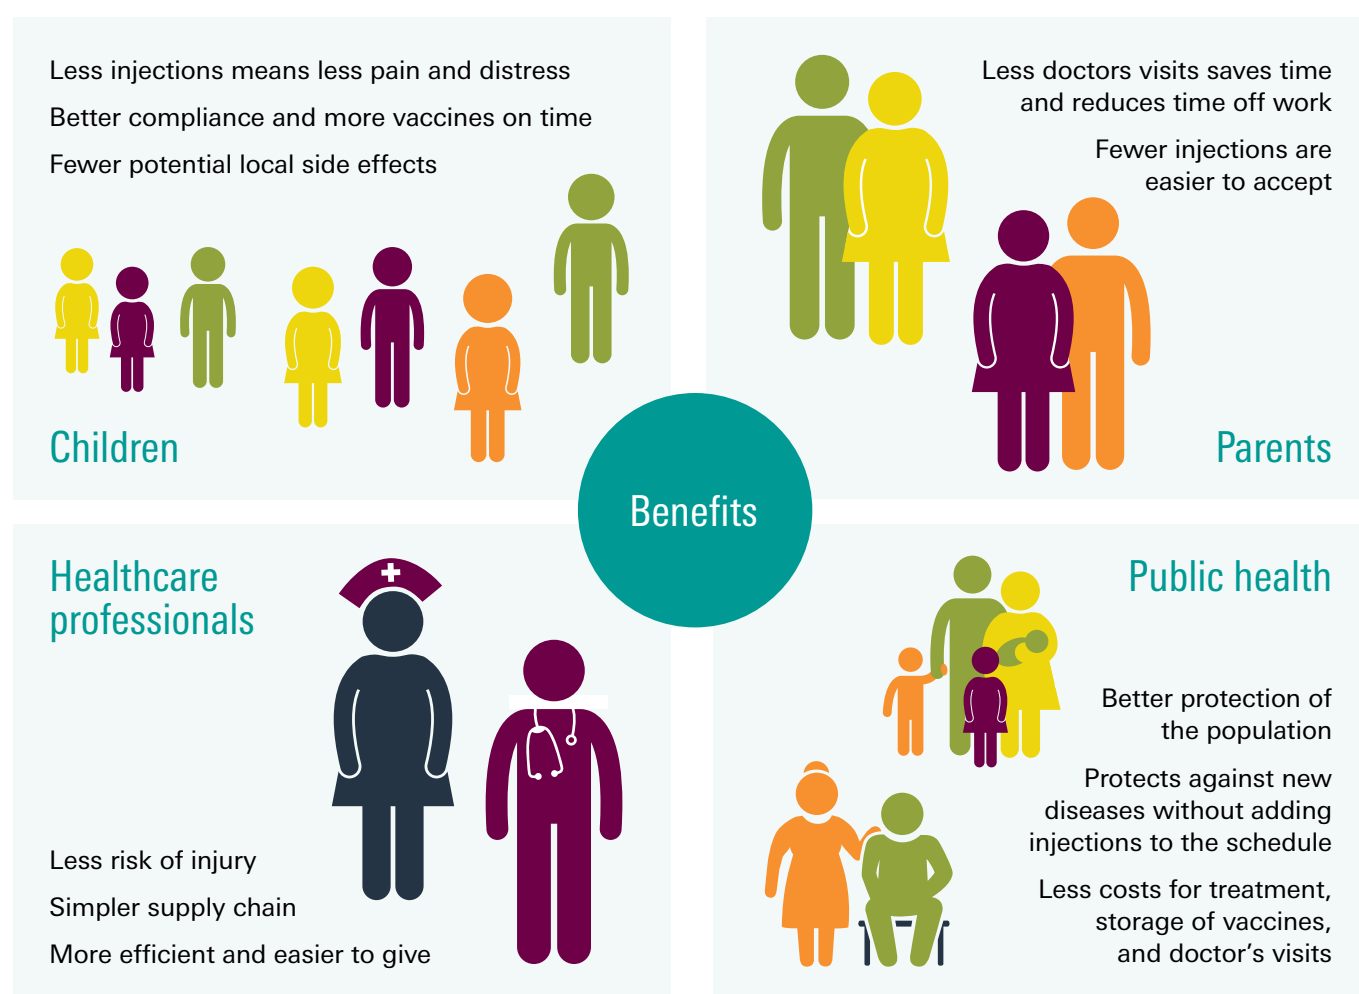 Less injections means less pain and distress
Better compliance and more vaccines on time
Fewer potential local side effects
Children
Less doctors visits saves time
and reduces time off work
Fewer injections are
easier to accept
Parents
Benefits
Healthcare
professionals
Less risk of injury
Simpler supply chain
More efficient and easier to give
Public health
Better protection of
the population
Protects against new
diseases without adding
injections to the schedule
Less costs for treatment,
storage of vaccines,
and doctor’s visits